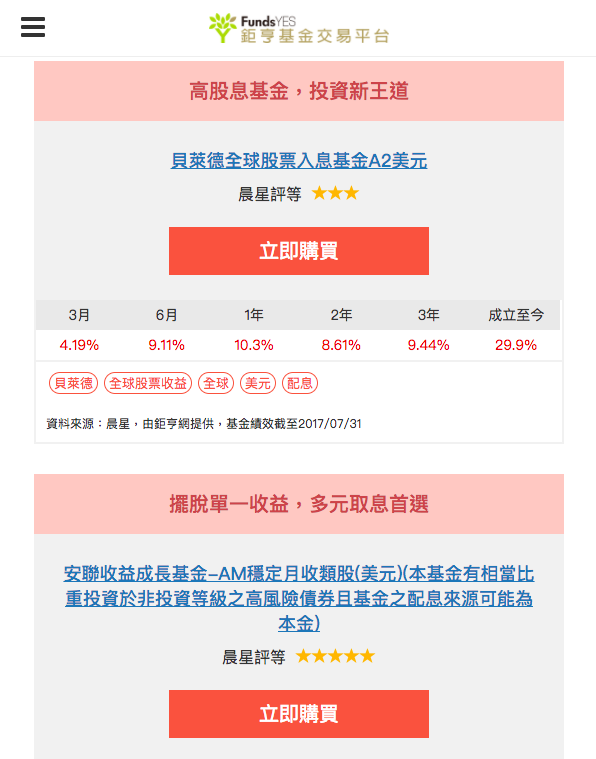 FundsYES
鉅亨基金交易平台
高股息基金，投資新王道
貝萊德全球股票入息基金A2美元
晨星評等 ★★★
立即購買
3月 6月 1年 2年 3年 成立至今
4.19% 9.11% 10.3% 8.61% 9.44% 29.9%
貝萊德 全球股票收益 全球 美元 配息
資料來源：晨星，由鉅亨網提供，基金績效截至2017/07/31
擺脫單一收益，多元取息首選
安聯收益成長基金-AM穩定月收類股(美元)(本基金有相當比
重投資於非投資等級之高風險債券且基金之配息來源可能為
本金)
晨星評等 ★★★★★
立即購買